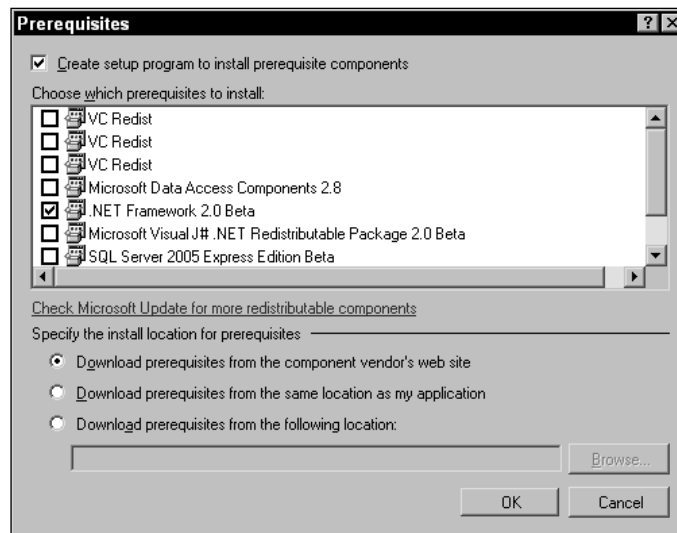 Prerequisites
Create setup program to install prerequisite components
Choose which prerequisites to install:
VC Redist
VC Redist
VC Redist
Microsoft Data Access Components 2.8
.NET Framework 2.0 Beta
Microsoft Visual J# .NET Redistributable Package 2.0 Beta
SQL Server 2005 Express Edition Beta
Check Microsoft Update for more redistributable components
Specify the install location for prerequisites
Download prerequisites from the component vendor's web site
Download prerequisites from the same location as my application
Download prerequisites from the following location:
Browse...
OK Cancel